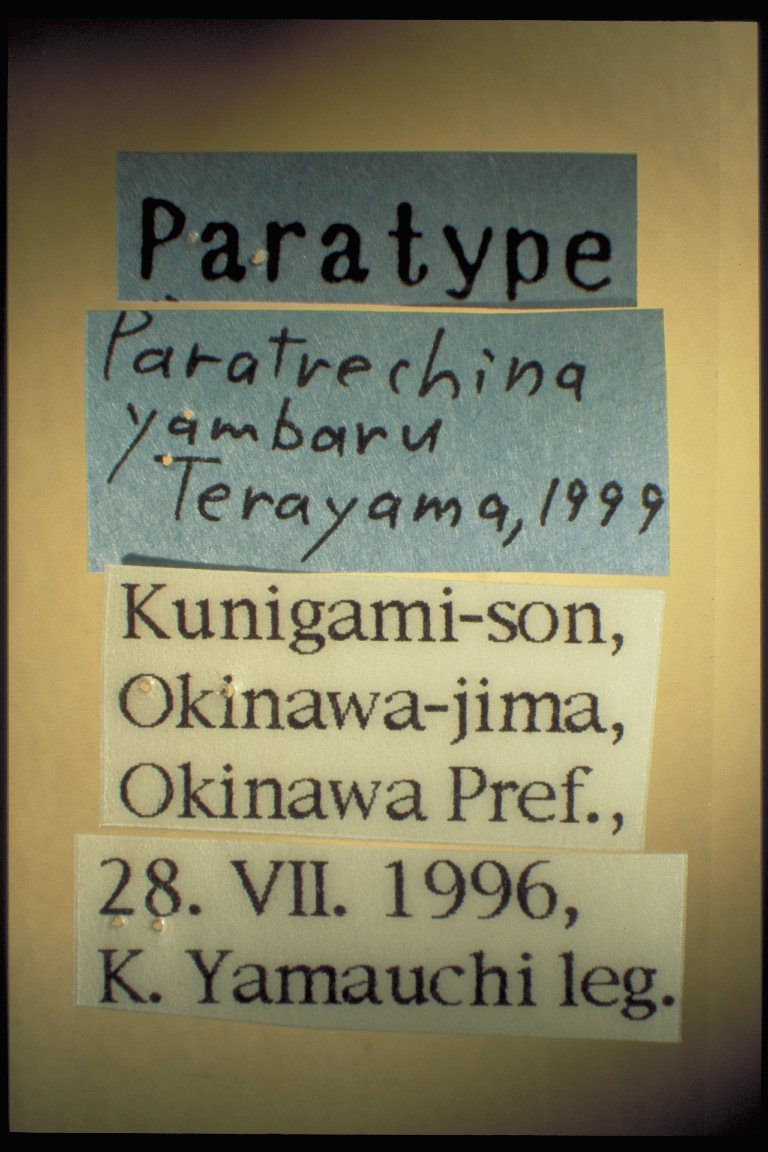 Paratype
Paratrechina
yambaru
Terayama, 1999
Kunigami-son,
Okinawa-jima,
Okinawa Pref.,
28. VII. 1996,
K. Yamauchi leg.